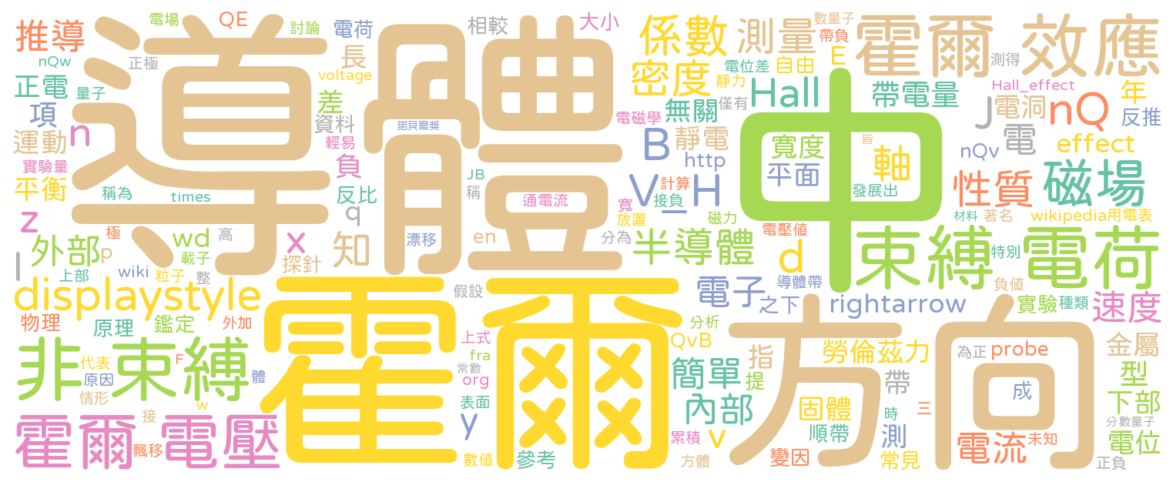 電場 QE 討論 電荷 相較 大小 係數 測量 數量子 帶負 霍爾 效應
推導 nQw 正極 長 voltage 導體 密度 E 電位差 自由 測得
正電 量子 差 資料 諾貝爾獎 無關 Hall 靜力 僅有 中 帶電量 Hall_effect 年
項 n 輕易 電磁學 靜電 寬度 皆 J 電洞 nQ 反推
運動 實驗量 負 B http 平面 軸 nQv 電 effect
平衡 稱為 times 反比 JB 稱 通電流 V_H 計算 接負 發展出 性質 磁場
z q 寬 放置 磁力 材料 著名 wikipedia用電表
外部 p wd 載子 高 x 知 漂移 en 分為 半導體 電壓值 d 束縛 特別 電荷
l 上部 wiki 粒子 整 探針 導體帶 負值
displaystyle 假設 電子 之下 rightarrow 實驗 種類 速度
物理 原理 鑑定 外加 霍爾 上式 分析 QvB 方向 為正 probe 金屬
非束縛 代表 原因 F 體 fra 常數 org 簡單 指 提 勞倫茲力 型
情形 w 表面 內部 帶 成 下部
霍爾電壓 接 飄移 y 累積 v 固體 順帶 測 時 三 電流 未知 分數量子 電位
數值 參考 方體 變因 常見 正負